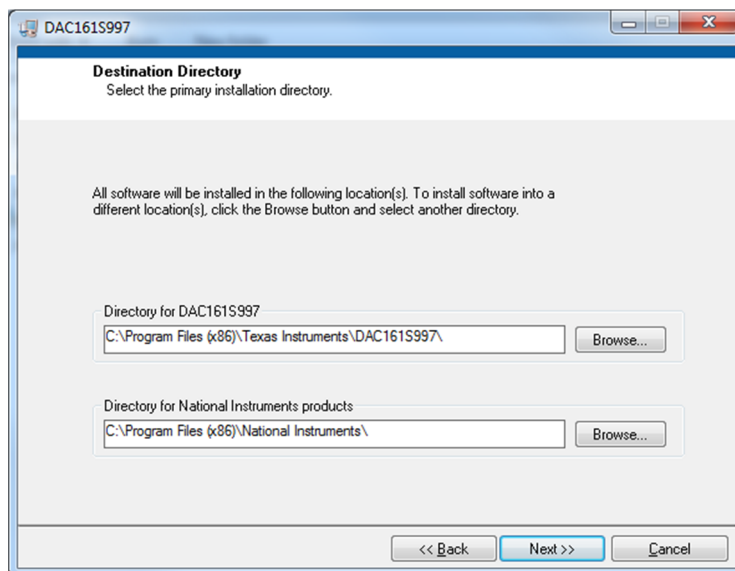 DAC161S997
Destination Directory
Select the primary installation directory.
All software will be installed in the following location(s). To install software into a
different location(s), click the Browse button and select another directory.
Directory for DAC161S997
C:\Program Files (x86)\Texas Instruments\DAC161S997\
Browse...
Directory for National Instruments products
C:\Program Files (x86)\National Instruments\
Browse...
<< Back
Next >>
Cancel